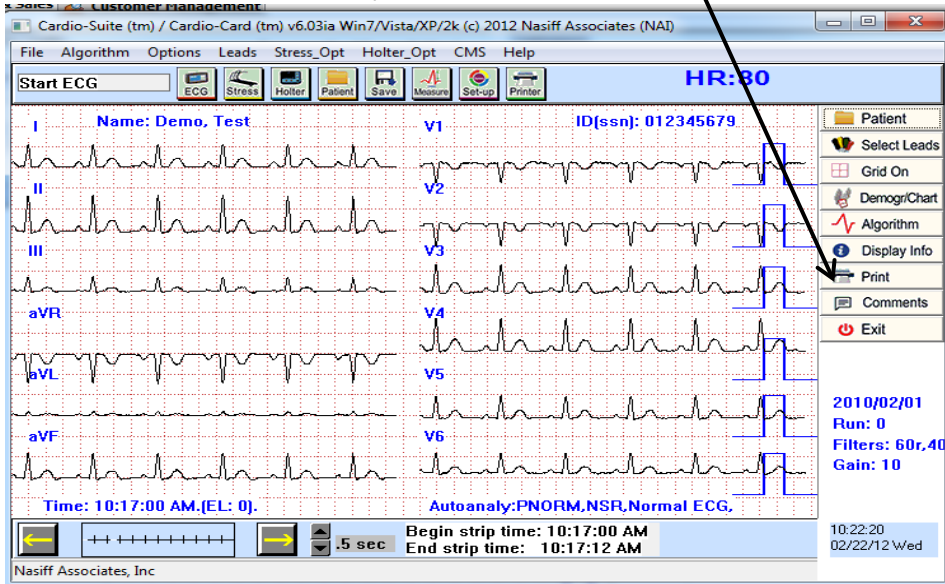 Sales Customer Management
Cardio-Suite (tm) / Cardio-Card (tm) v6.03ia Win7/Vista/XP/2k (c) 2012 Nasiff Associates (NAI)
File Algorithm Options Leads Stress_Opt Holter_Opt CMS Help
Start ECG ECG Stress Holter Patient Save Measure Set-up Printer HR:80
I Name: Demo, Test V1 ID(ssn): 012345679
II V2
III V3
aVR V4
aVL V5
aVF V6
Time: 10:17:00 AM.(EL: 0). Autoanaly:PNORM,NSR,Normal ECG,
Patient
Select Leads
Grid On
Demogr/Chart
Algorithm
Display Info
Print
Comments
Exit
2010/02/01
Run: 0
Filters: 60r,40
Gain: 10
.5 sec
Begin strip time: 10:17:00 AM
End strip time: 10:17:12 AM
10:22:20
02/22/12 Wed
Nasiff Associates, Inc